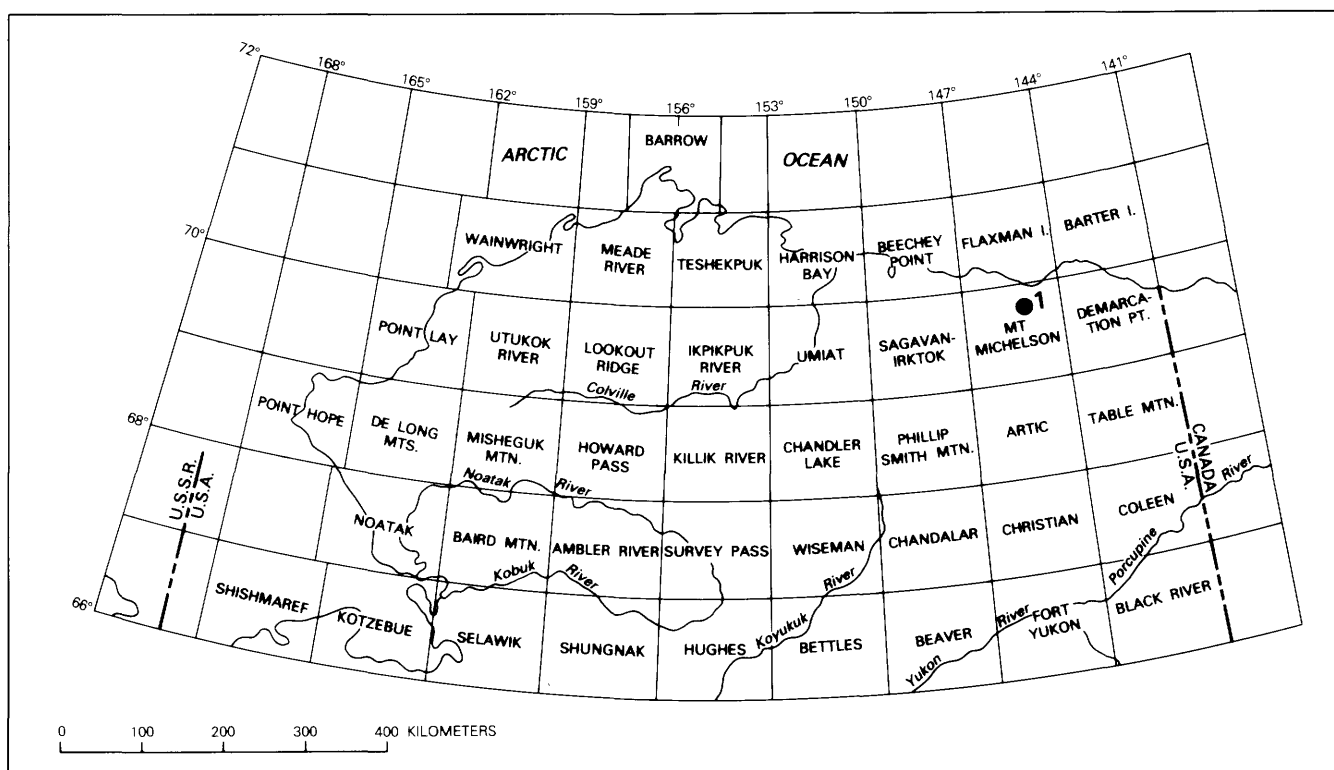 72°
168°
165°
162°
159°
156°
153°
150°
147°
144°
141°
ARCTIC
BARROW
OCEAN
70°
WAINWRIGHT
MEADE
RIVER
TESHEKPUK
HARRISON
BAY
BEECHEY
POINT
FLAXMAN I.
BARTER I.
POINT LAY
UTUKOK
RIVER
LOOKOUT
RIDGE
IKPIKPUK
RIVER
UMIAT
SAGAVAN-
IRKTOK
1
MT
MICHELSON
DEMARCA-
TION PT.
Colville River
68°
POINT HOPE
DE LONG
MTS.
MISHEGUK
MTN.
HOWARD
PASS
KILLIK RIVER
CHANDLER
LAKE
PHILLIP
SMITH MTN.
ARTIC
TABLE MTN.
CANADA
U.S.A.
U.S.S.R.
U.S.A.
Noatak River
NOATAK
BAIRD MTN.
AMBLER RIVER
SURVEY PASS
WISEMAN
CHANDALAR
CHRISTIAN
COLEEN
Porcupine River
Kobuk River
66°
SHISHMAREF
KOTZEBUE
SELAWIK
SHUNGNAK
HUGHES
Koyukuk River
BETTLES
BEAVER
Yukon River
FORT
YUKON
BLACK RIVER
0 100 200 300 400 KILOMETERS